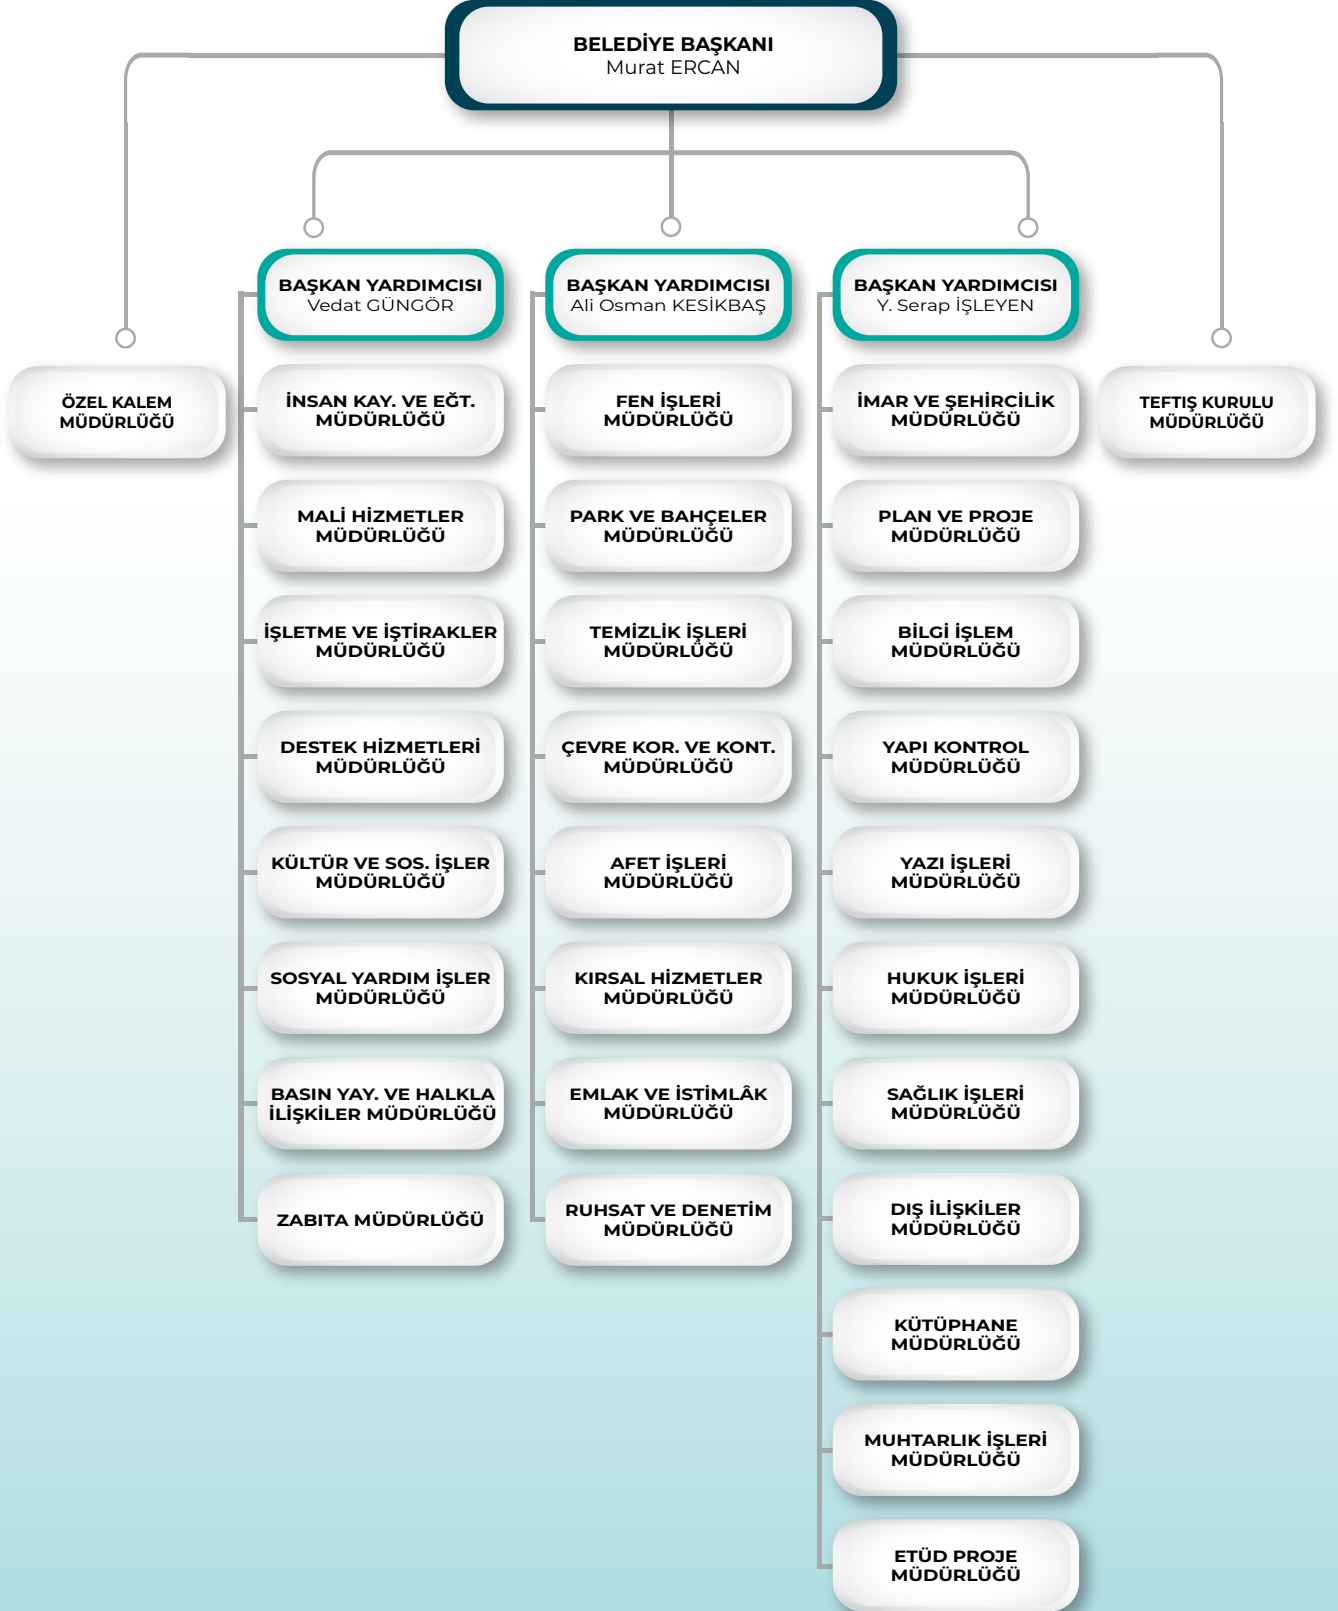 BELEDİYE BAŞKANI
Murat ERCAN
BAŞKAN YARDIMCISI
Vedat GÜNGÖR
BAŞKAN YARDIMCISI
Ali Osman KESİKBAŞ
BAŞKAN YARDIMCISI
Y. Serap İŞLEYEN
ÖZEL KALEM
MÜDÜRLÜĞÜ
İNSAN KAY. VE EĞT.
MÜDÜRLÜĞÜ
MALİ HİZMETLER
MÜDÜRLÜĞÜ
İŞLETME VE İŞTİRAKLER
MÜDÜRLÜĞÜ
DESTEK HİZMETLERİ
MÜDÜRLÜĞÜ
KÜLTÜR VE SOS. İŞLER
MÜDÜRLÜĞÜ
SOSYAL YARDIM İŞLER
MÜDÜRLÜĞÜ
BASIN YAY. VE HALKLA
İLİŞKİLER MÜDÜRLÜĞÜ
ZABITA MÜDÜRLÜĞÜ
FEN İŞLERİ
MÜDÜRLÜĞÜ
PARK VE BAHÇELER
MÜDÜRLÜĞÜ
TEMİZLİK İŞLERİ
MÜDÜRLÜĞÜ
ÇEVRE KOR. VE KONT.
MÜDÜRLÜĞÜ
AFET İŞLERİ
MÜDÜRLÜĞÜ
KIRSAL HİZMETLER
MÜDÜRLÜĞÜ
EMLAK VE İSTİMLÂK
MÜDÜRLÜĞÜ
RUHSAT VE DENETİM
MÜDÜRLÜĞÜ
İMAR VE ŞEHİRCİLİK
MÜDÜRLÜĞÜ
PLAN VE PROJE
MÜDÜRLÜĞÜ
BİLGİ İŞLEM
MÜDÜRLÜĞÜ
YAPI KONTROL
MÜDÜRLÜĞÜ
YAZI İŞLERİ
MÜDÜRLÜĞÜ
HUKUK İŞLERİ
MÜDÜRLÜĞÜ
SAĞLIK İŞLERİ
MÜDÜRLÜĞÜ
DIŞ İLİŞKİLER
MÜDÜRLÜĞÜ
KÜTÜPHANE
MÜDÜRLÜĞÜ
MUHTARLIK İŞLERİ
MÜDÜRLÜĞÜ
ETÜD PROJE
MÜDÜRLÜĞÜ
TEFTIŞ KURULU
MÜDÜRLÜĞÜ